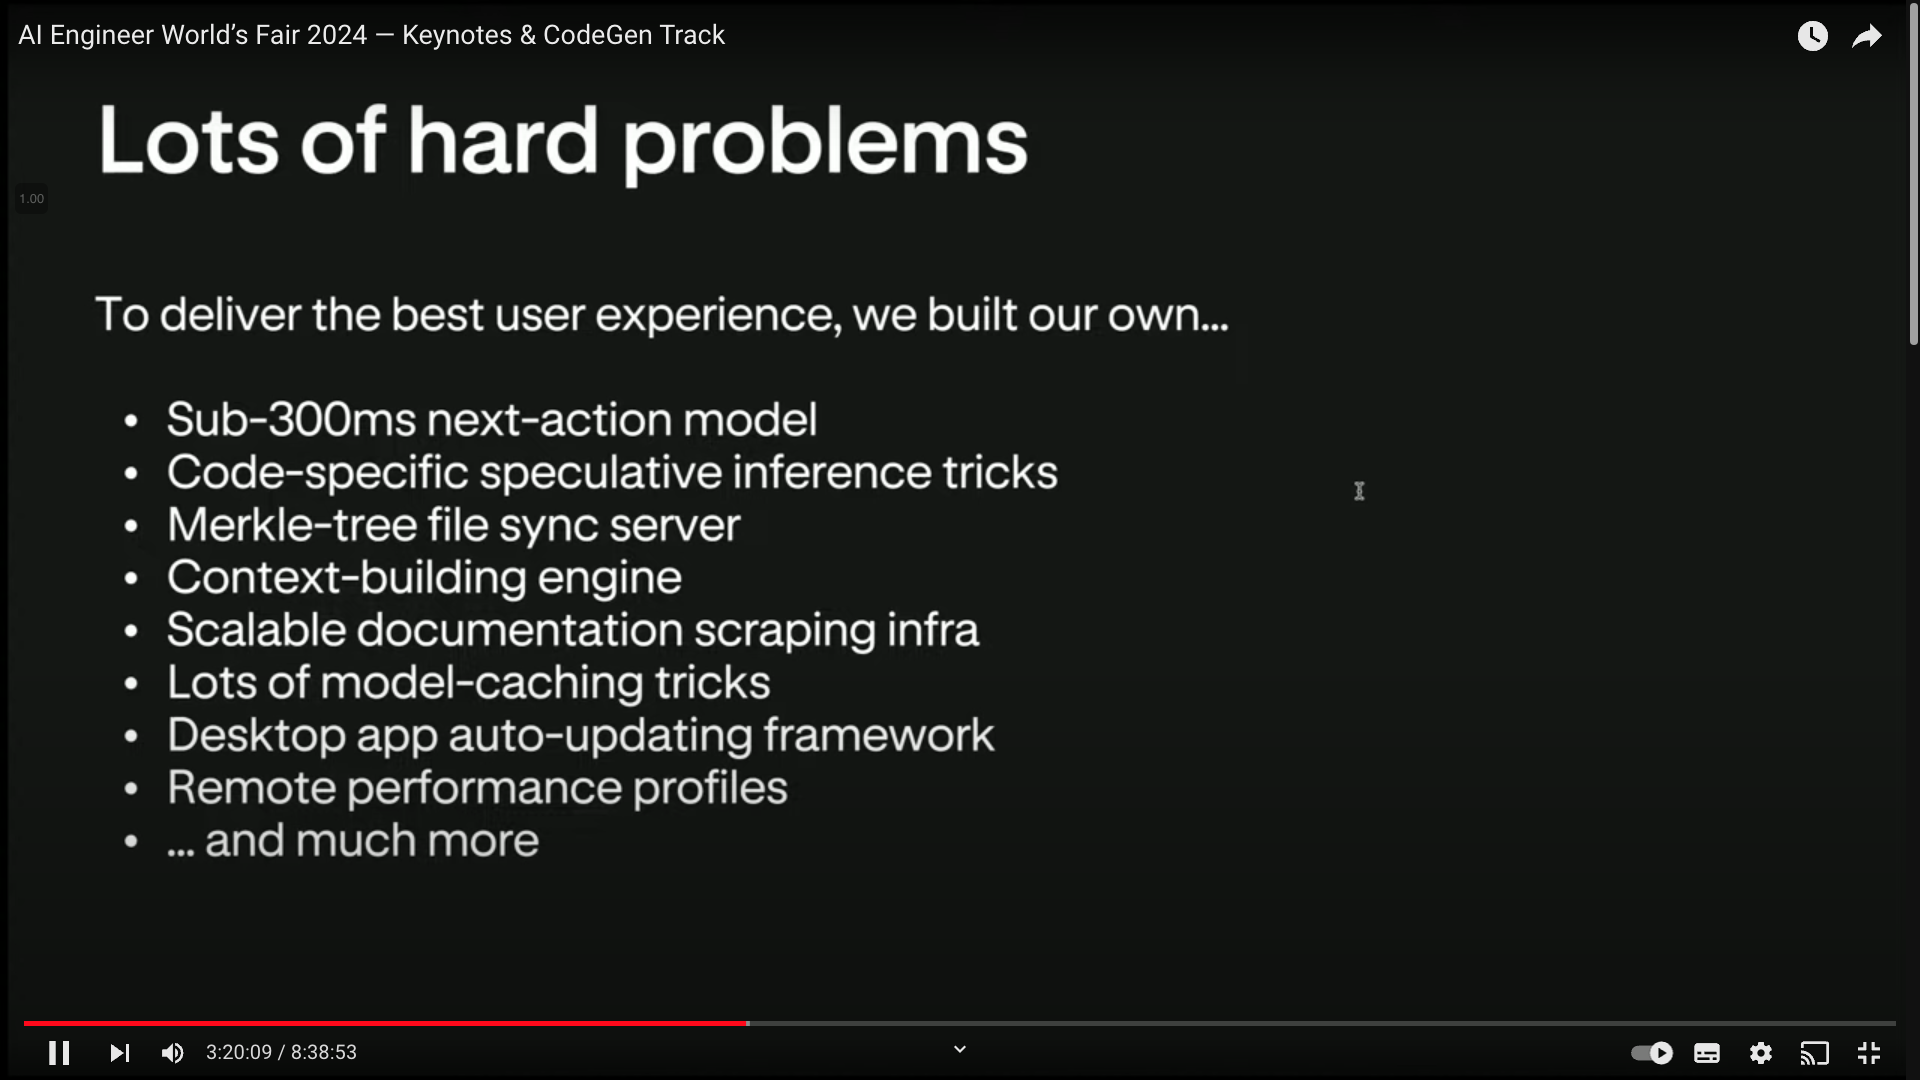 AI Engineer World’s Fair 2024 — Keynotes & CodeGen Track
Lots of hard problems
1.00
To deliver the best user experience, we built our own...
• Sub-300ms next-action model
• Code-specific speculative inference tricks
• Merkle-tree file sync server
• Context-building engine
• Scalable documentation scraping infra
• Lots of model-caching tricks
• Desktop app auto-updating framework
• Remote performance profiles
• ... and much more
3:20:09 / 8:38:53